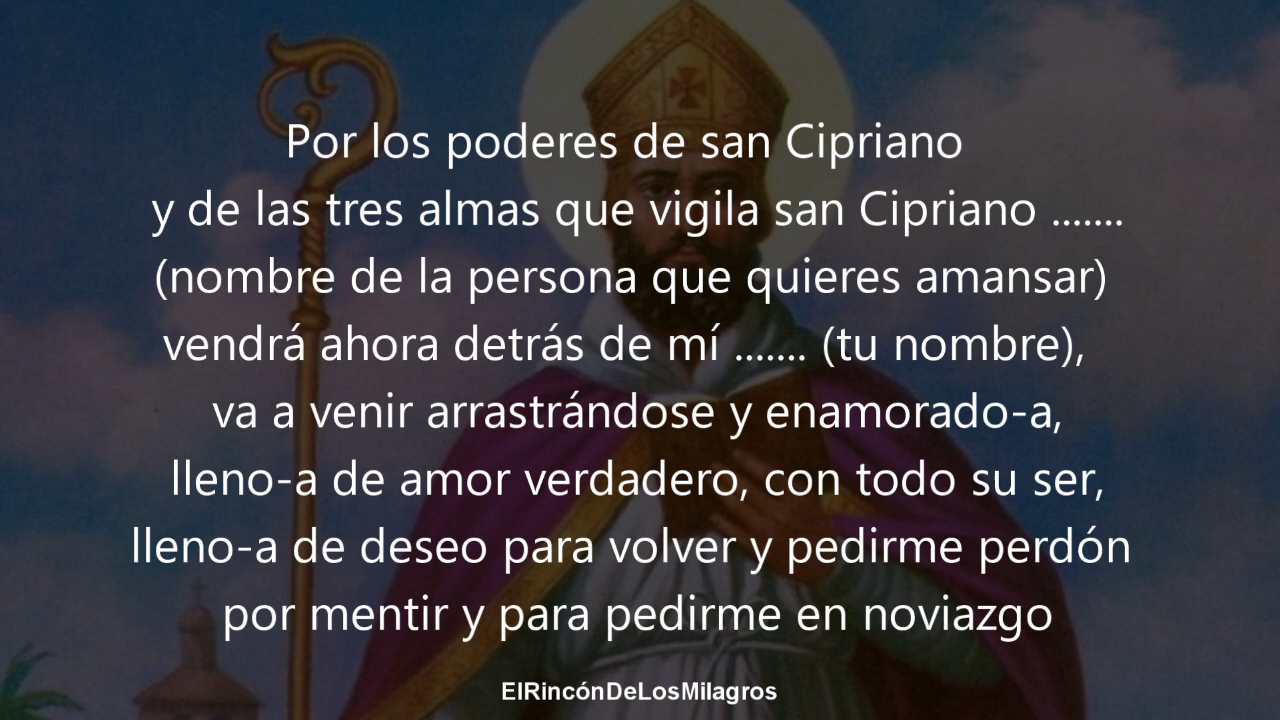 Por los poderes de san Cipriano
y de las tres almas que vigila san Cipriano .......
(nombre de la persona que quieres amansar)
vendrá ahora detrás de mí ....... (tu nombre),
va a venir arrastrándose y enamorado-a,
lleno-a de amor verdadero, con todo su ser,
lleno-a de deseo para volver y pedirme perdón
por mentir y para pedirme en noviazgo
ElRincónDeLosMilagros